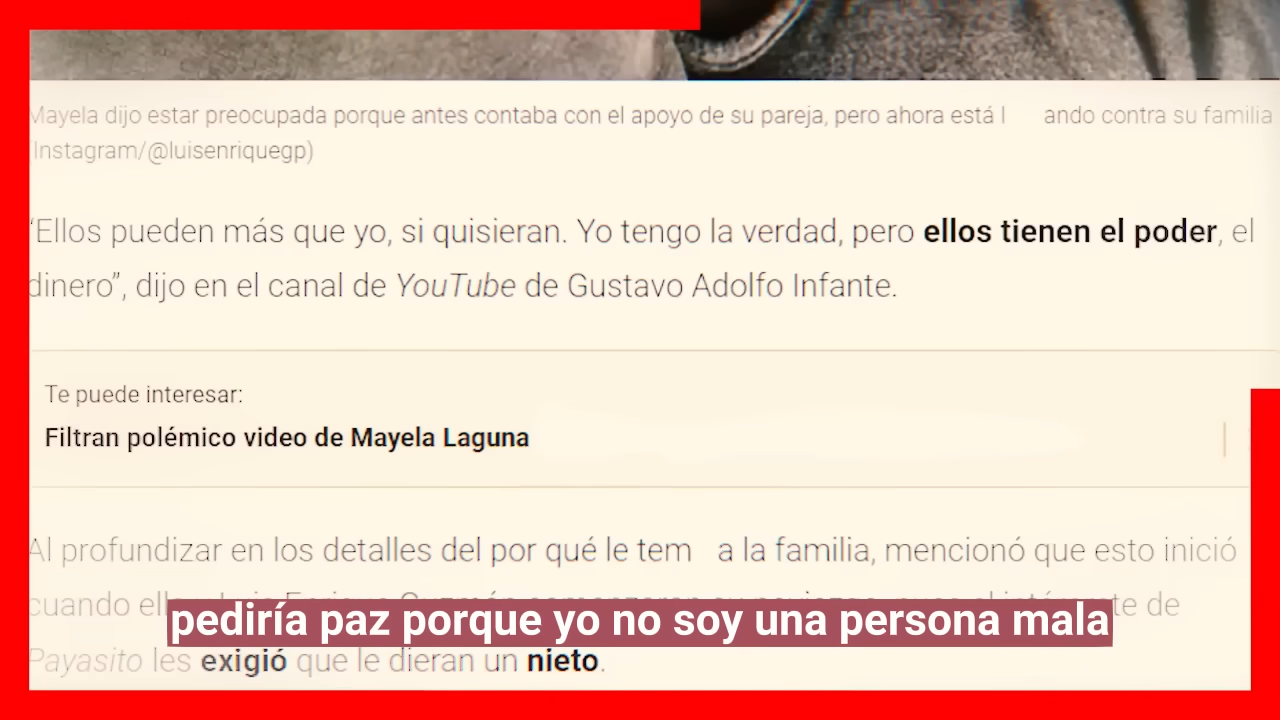 Mayela dijo estar preocupada porque antes contaba con el apoyo de su pareja, pero ahora está l ando contra su familia
(Instagram/@luisenriquegp)
“Ellos pueden más que yo, si quisieran. Yo tengo la verdad, pero ellos tienen el poder, el
dinero”, dijo en el canal de YouTube de Gustavo Adolfo Infante.
Te puede interesar:
Filtran polémico video de Mayela Laguna
Al profundizar en los detalles del por qué le tem a la familia, mencionó que esto inició
cuando de
pediría paz porque yo no soy una persona mala
Payasito les exigió que le dieran un nieto.